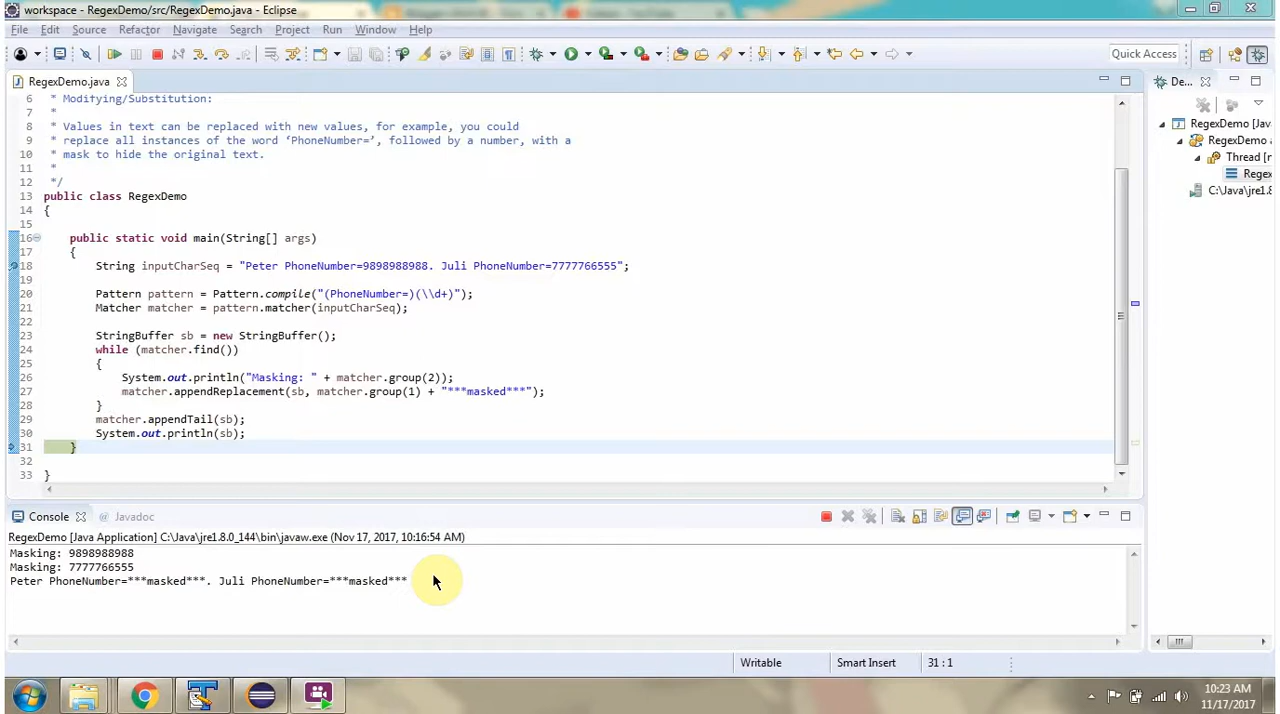 workspace - RegexDemo/src/RegexDemo.java - Eclipse
File Edit Source Refactor Navigate Search Project Run Window Help
Quick Access
RegexDemo.java
De...
6 * Modifying/Substitution:
7 *
8 * Values in text can be replaced with new values, for example, you could
9 * replace all instances of the word ‘PhoneNumber=’, followed by a number, with a
10 * mask to hide the original text.
11 *
12 */
13 public class RegexDemo
14 {
15
16 public static void main(String[] args)
17 {
18 String inputCharSeq = "Peter PhoneNumber=9898988988. Juli PhoneNumber=7777766555";
19
20 Pattern pattern = Pattern.compile("(PhoneNumber=)(\\d+)");
21 Matcher matcher = pattern.matcher(inputCharSeq);
22
23 StringBuffer sb = new StringBuffer();
24 while (matcher.find())
25 {
26 System.out.println("Masking: " + matcher.group(2));
27 matcher.appendReplacement(sb, matcher.group(1) + "***masked***");
28 }
29 matcher.appendTail(sb);
30 System.out.println(sb);
31 }
32
33 }
RegexDemo [Jav
RegexDemo a
Thread [r
Regex
C:\Java\jre1.8
Console Javadoc
RegexDemo [Java Application] C:\Java\jre1.8.0_144\bin\javaw.exe (Nov 17, 2017, 10:16:54 AM)
Masking: 9898988988
Masking: 7777766555
Peter PhoneNumber=***masked***. Juli PhoneNumber=***masked***
Writable Smart Insert 31 : 1
10:23 AM
11/17/2017